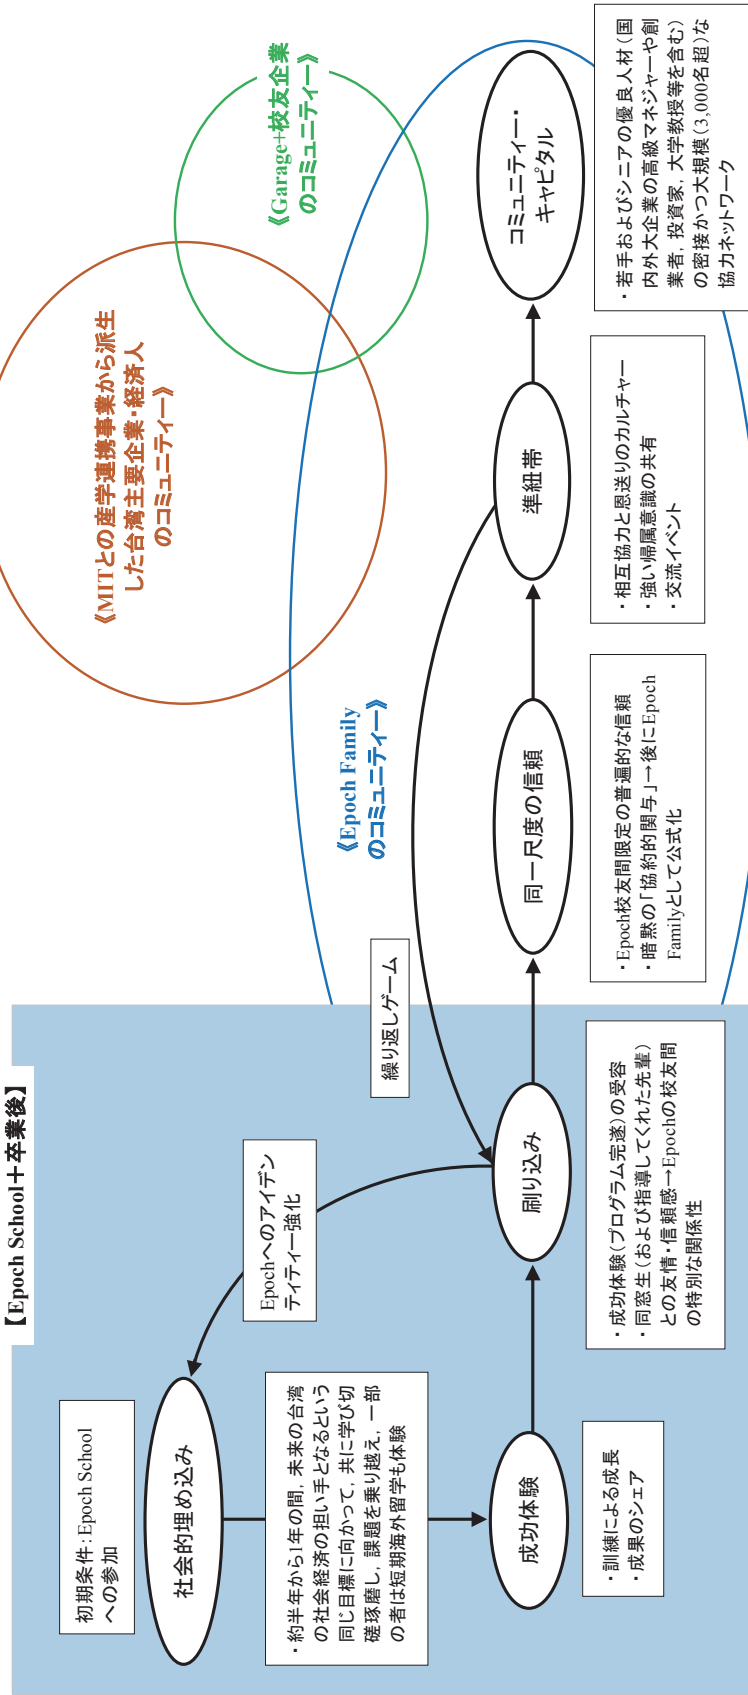 【Epoch School＋卒業後】
初期条件：Epoch School
への参加
社会的埋め込み
・約半年から1年の間，未来の台湾
の社会経済の担い手となるという
同じ目標に向かって，共に学び切
磋琢磨し，課題を乗り越え，一部
の者は短期海外留学も体験
成功体験
・訓練による成長
・成果のシェア
Epochへのアイデン
ティティー強化
刷り込み
・成功体験（プログラム完遂）の受容
・同窓生（および指導してくれた先輩）
との友情・信頼感→Epochの校友間
の特別な関係性
繰り返しゲーム
同一尺度の信頼
・Epoch校友間限定の普遍的な信頼
・暗黙の「協約的関与」→後にEpoch
Familyとして公式化
準紐帯
・相互協力と恩送りのカルチャー
・強い帰属意識の共有
・交流イベント
コミュニティー・
キャピタル
・若手およびシニアの優良人材（国
内外大企業の高級マネジャーや創
業者，投資家，大学教授等を含む）
の密接かつ大規模（3,000名超）な
協力ネットワーク
《Epoch Family
のコミュニティー》
《MITとの産学連携事業から派生
した台湾主要企業・経済人
のコミュニティー》
《Garage+校友企業
のコミュニティー》